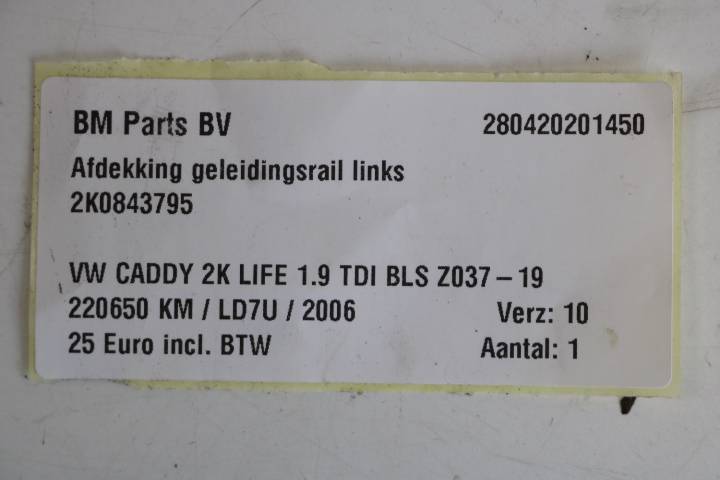 BM Parts BV 280420201450
Afdekking geleidingsrail links
2K0843795
VW CADDY 2K LIFE 1.9 TDI BLS Z037 – 19
220650 KM / LD7U / 2006 Verz: 10
25 Euro incl. BTW Aantal: 1